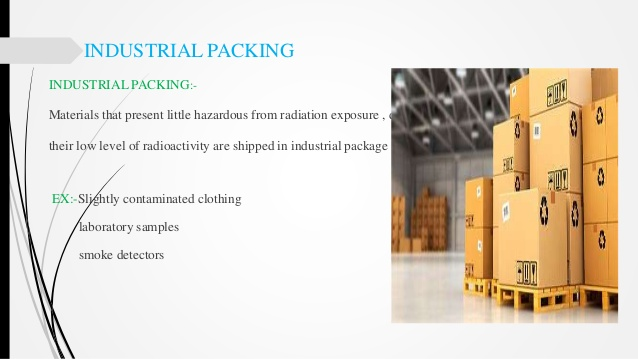 INDUSTRIAL PACKING
INDUSTRIAL PACKING:-
Materials that present little hazardous from radiation exposure ,
their low level of radioactivity are shipped in industrial package
EX:-Slightly contaminated clothing
laboratory samples
smoke detectors